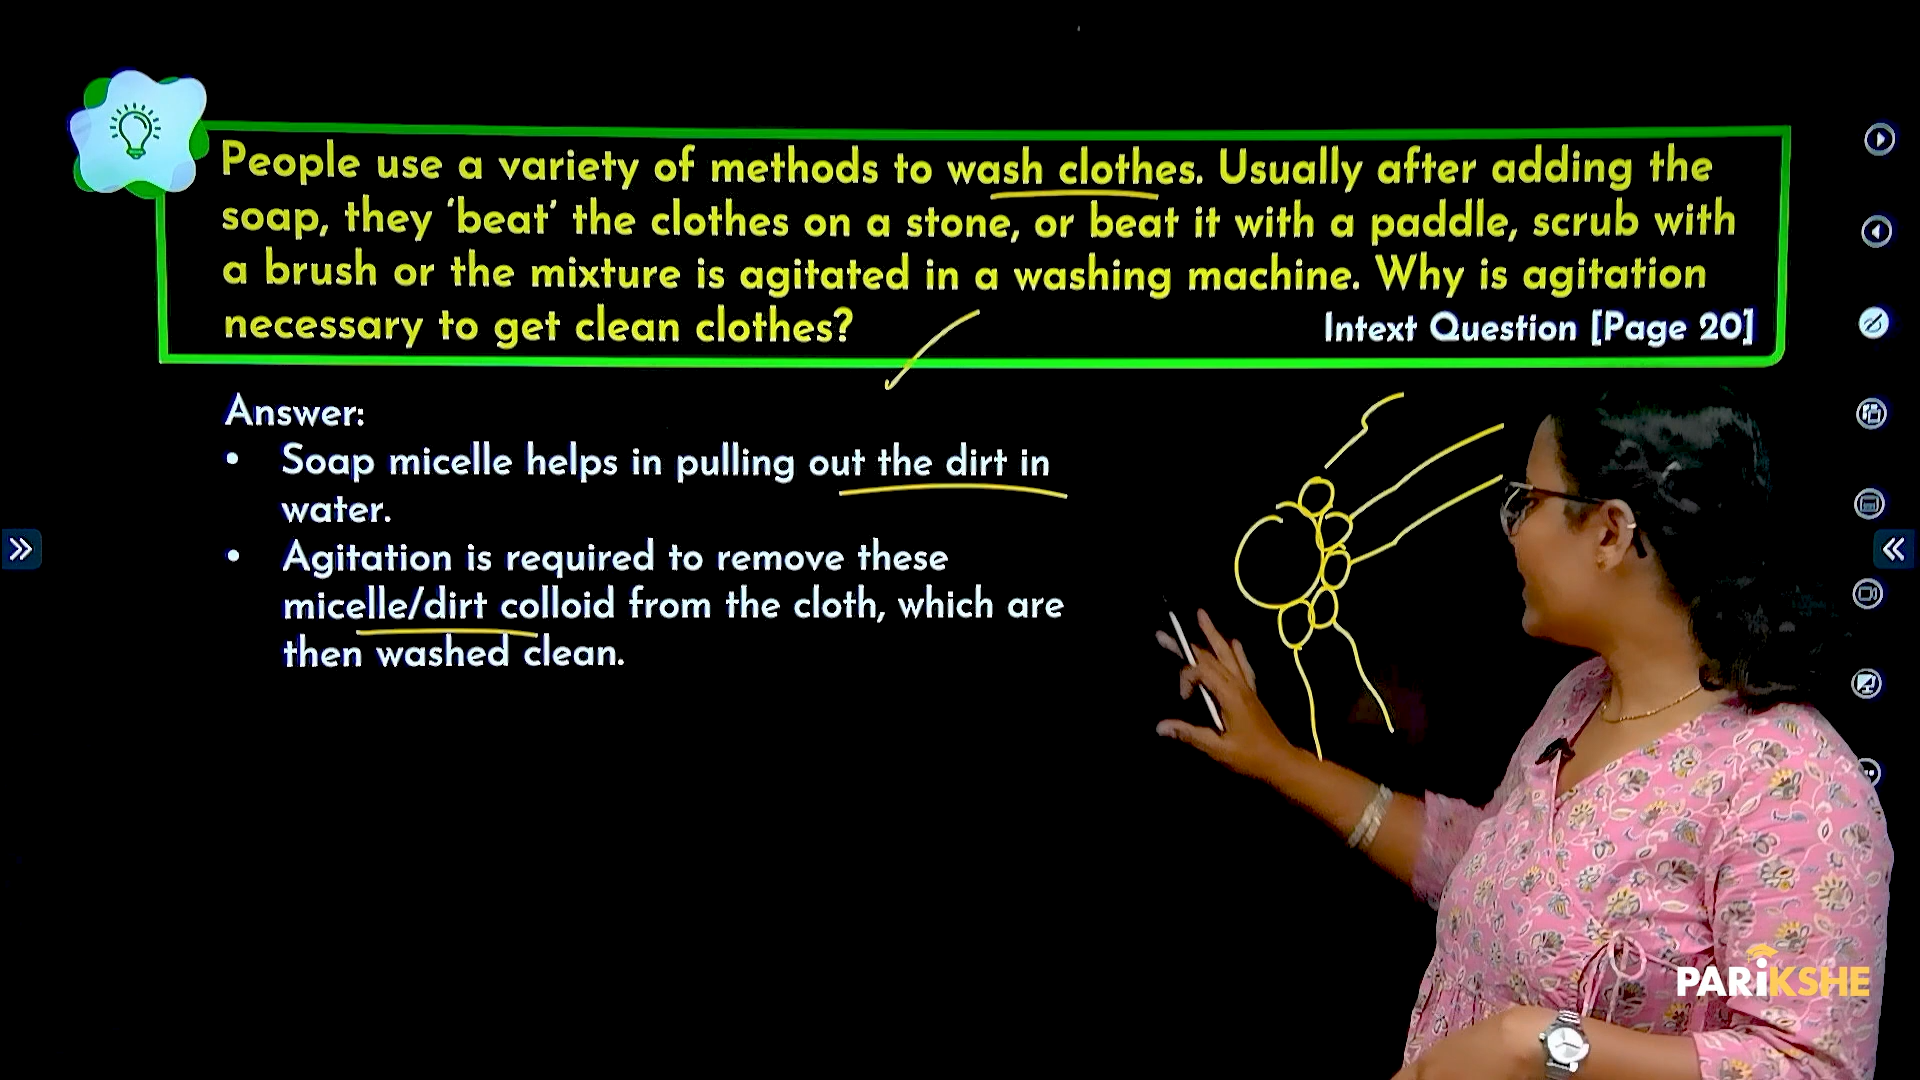 People use a variety of methods to wash clothes. Usually after adding the
soap, they ‘beat’ the clothes on a stone, or beat it with a paddle, scrub with
a brush or the mixture is agitated in a washing machine. Why is agitation
necessary to get clean clothes?
Intext Question [Page 20]
Answer:
• Soap micelle helps in pulling out the dirt in
water.
• Agitation is required to remove these
micelle/dirt colloid from the cloth, which are
then washed clean.
PARiKSHE